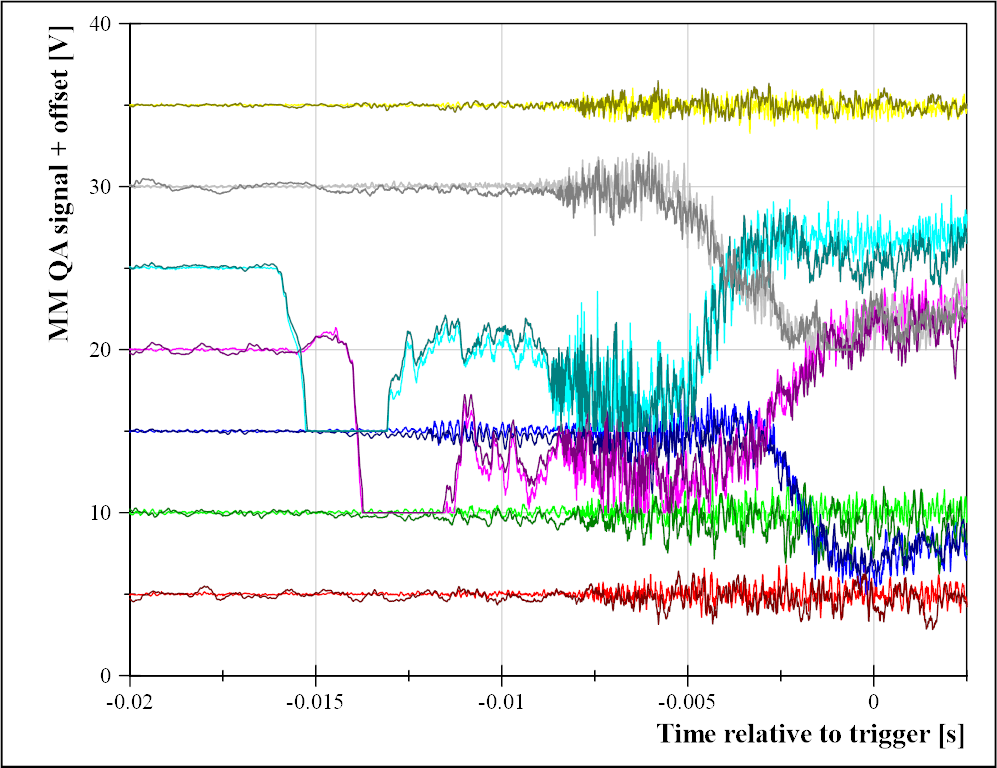 MM QA signal + offset [V]
40
30
20
10
0
-0.02 -0.015 -0.01 -0.005 0
Time relative to trigger [s]